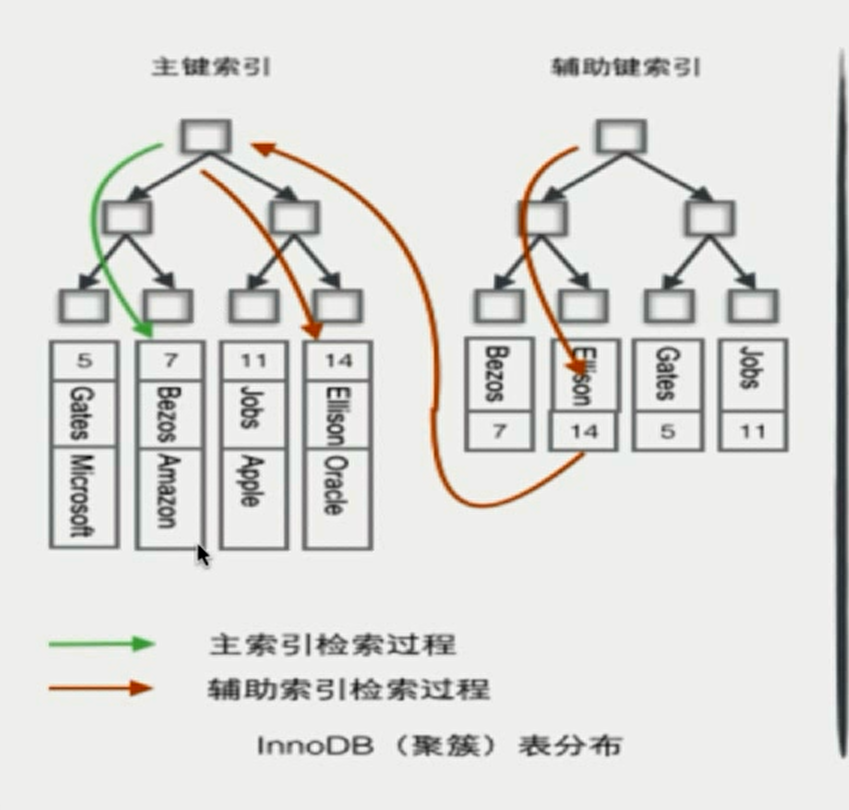 主键索引
辅助键索引
5 7 11 14
Gates Bezos Jobs Ellison
Microsoft Amazon Apple Oracle
Bezos Ellison Gates Jobs
7 14 5 11
主索引检索过程
辅助索引检索过程
InnoDB（聚簇）表分布